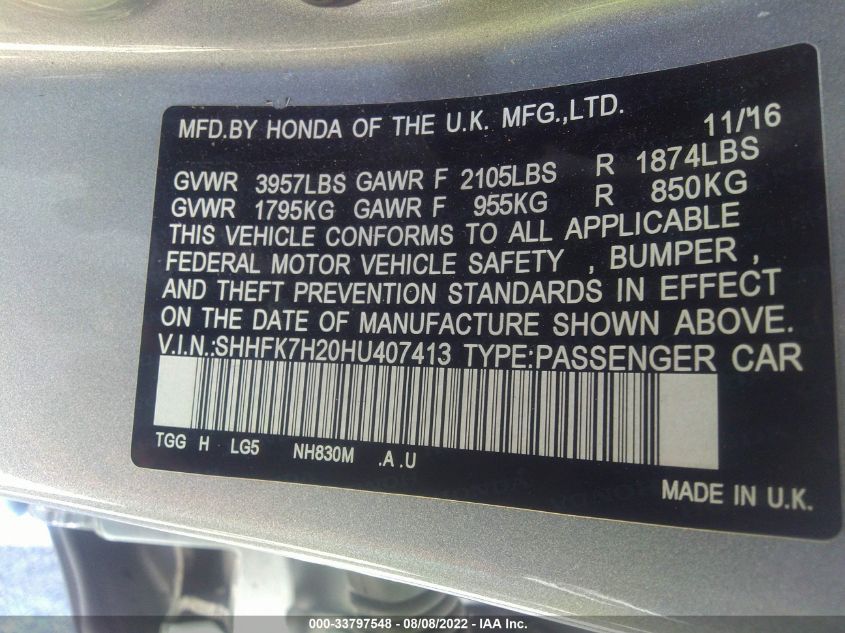 MFD.BY HONDA OF THE U.K. MFG.,LTD. 11/16
GVWR 3957LBS GAWR F 2105LBS R 1874LBS
GVWR 1795KG GAWR F 955KG R 850KG
THIS VEHICLE CONFORMS TO ALL APPLICABLE
FEDERAL MOTOR VEHICLE SAFETY , BUMPER ,
AND THEFT PREVENTION STANDARDS IN EFFECT
ON THE DATE OF MANUFACTURE SHOWN ABOVE.
V.I.N.:SHHFK7H20HU407413 TYPE:PASSENGER CAR
TGG H LG5 NH830M .A .U
MADE IN U.K.
000-33797548 - 08/08/2022 - IAA Inc.